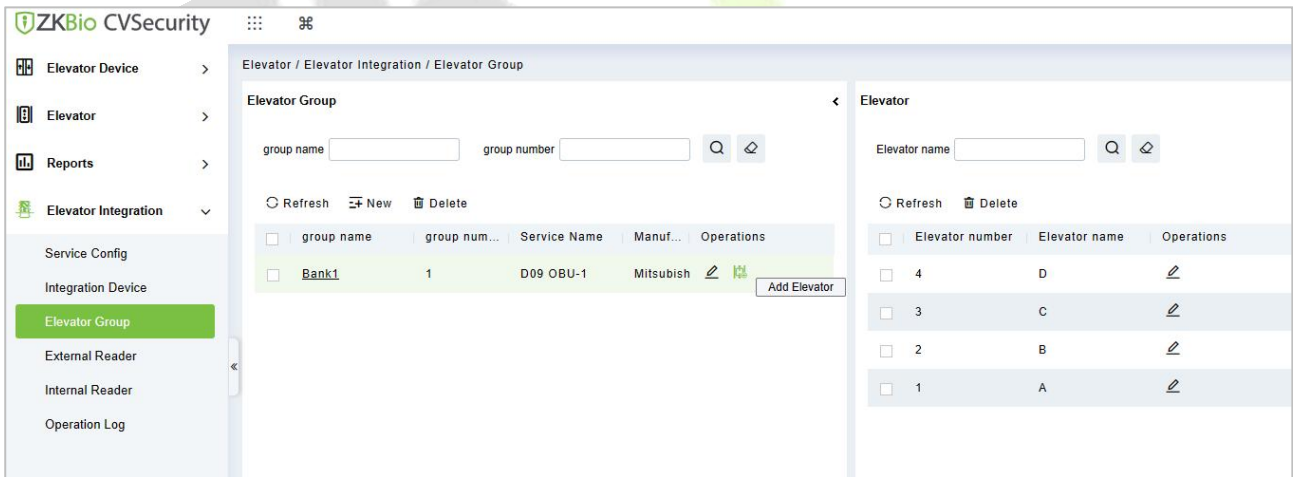 ZKBio CVSecurity
Elevator Device
Elevator
Reports
Elevator Integration
Service Config
Integration Device
Elevator Group
External Reader
Internal Reader
Operation Log
Elevator / Elevator Integration / Elevator Group
Elevator Group
group name
group number
Refresh New Delete
group name group num... Service Name Manuf... Operations
Bank1 1 D09 OBU-1 Mitsubish
Add Elevator
Elevator
Elevator name
Refresh Delete
Elevator number Elevator name Operations
4 D
3 C
2 B
1 A